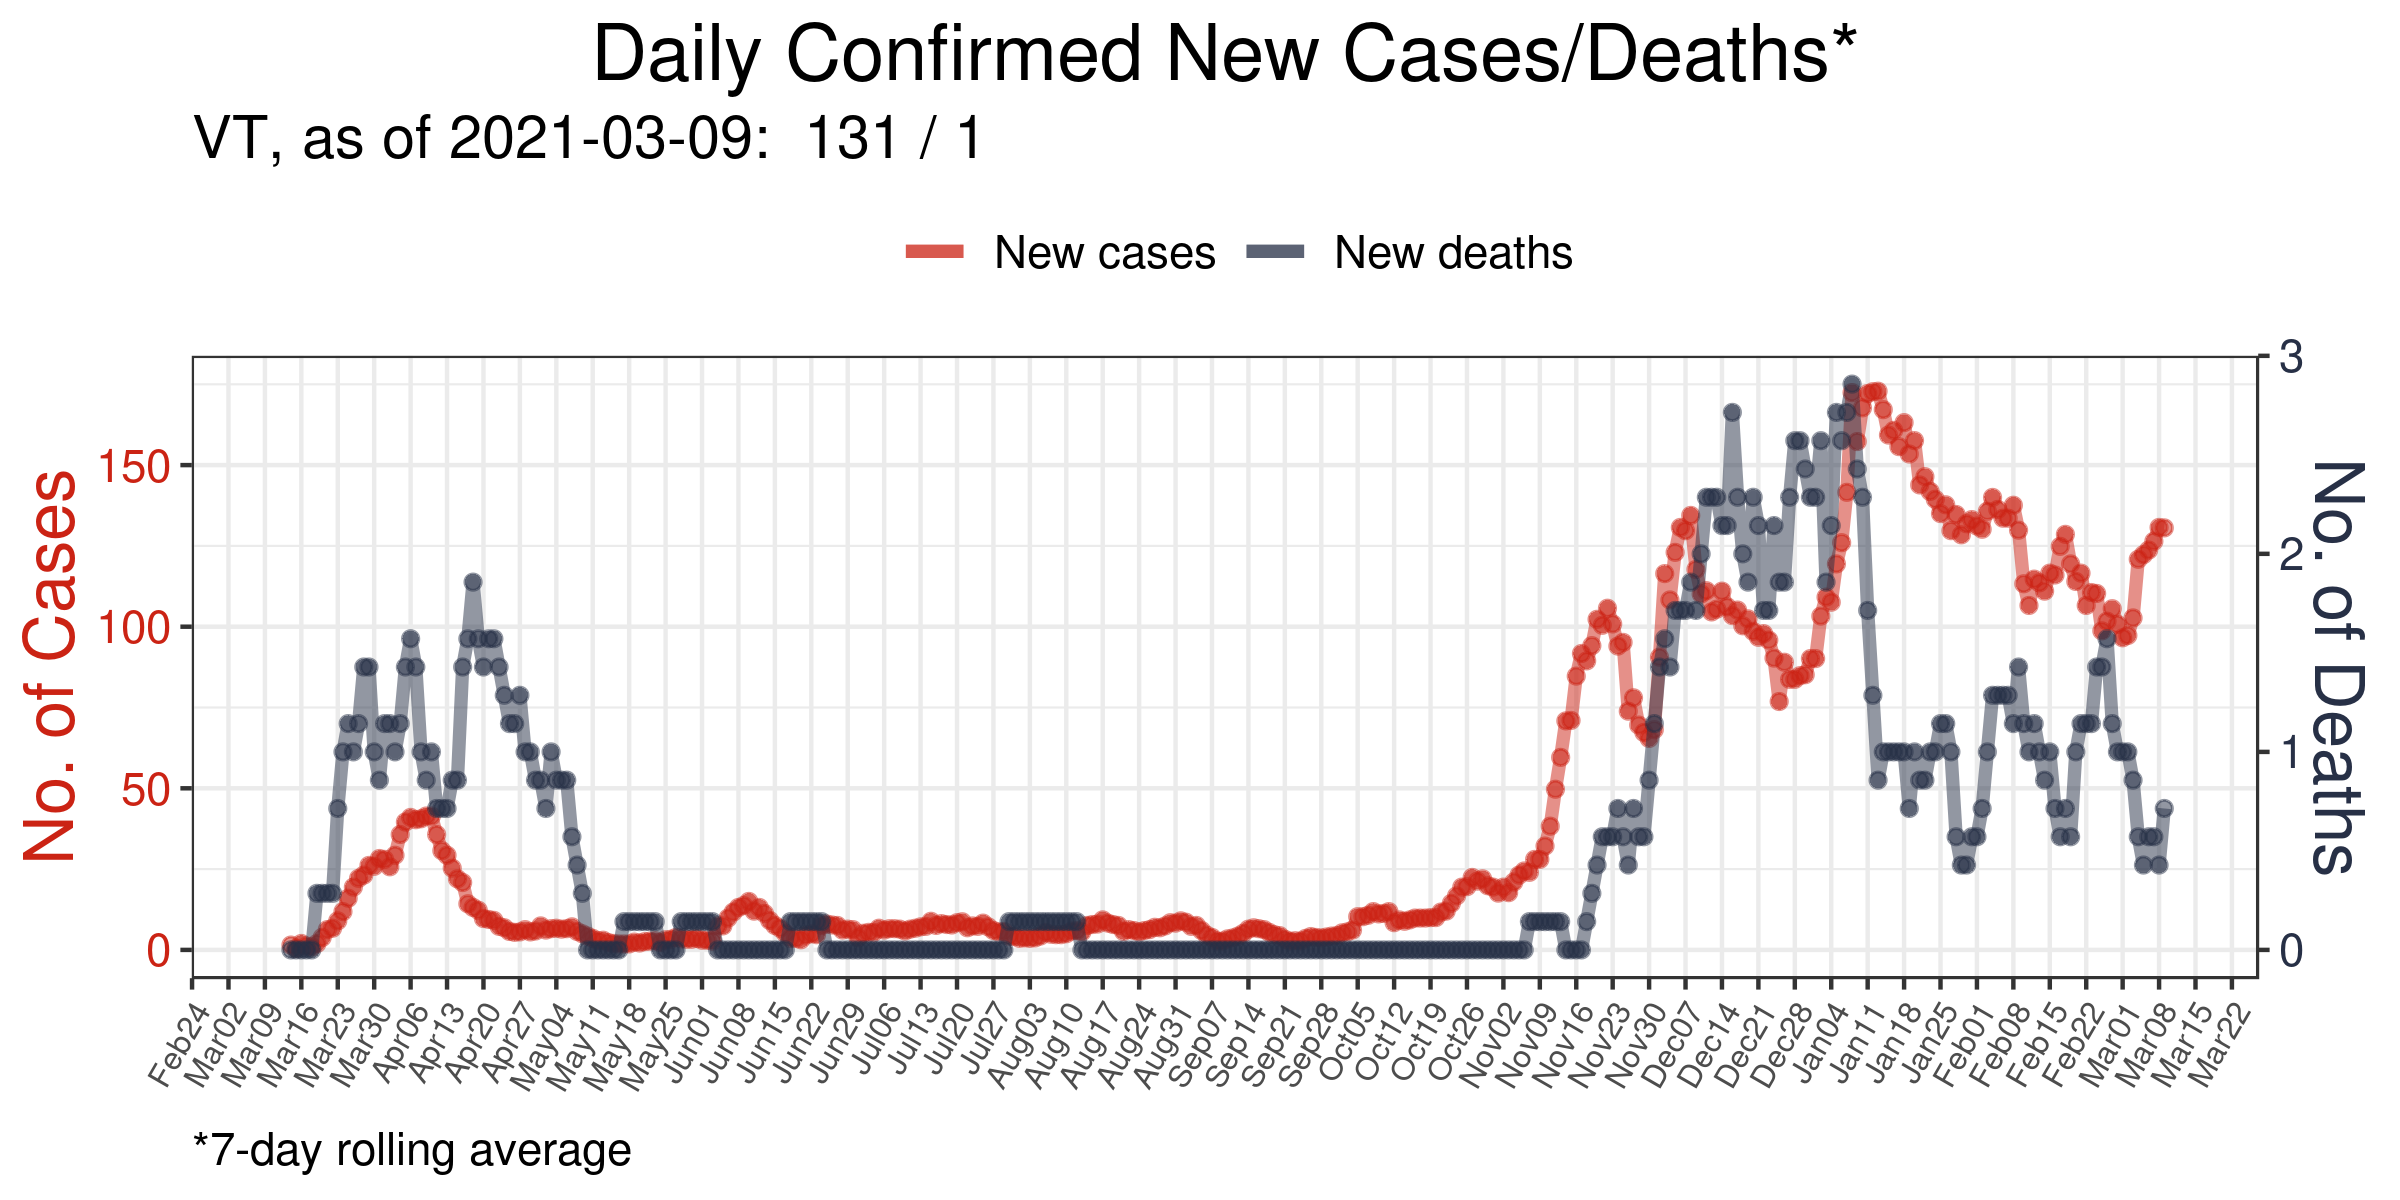 Daily Confirmed New Cases/Deaths*
VT, as of 2021-03-09:  131 / 1
New cases New deaths
No. of Cases
150
100
50
0
3
2
1
0
No. of Deaths
Feb24 Mar02 Mar09 Mar16 Mar23 Mar30 Apr06 Apr13 Apr20 Apr27 May04 May11 May18 May25 Jun01 Jun08 Jun15 Jun22 Jun29 Jul06 Jul13 Jul20 Jul27 Aug03 Aug10 Aug17 Aug24 Aug31 Sep07 Sep14 Sep21 Sep28 Oct05 Oct12 Oct19 Oct26 Nov02 Nov09 Nov16 Nov23 Nov30 Dec07 Dec14 Dec21 Dec28 Jan04 Jan11 Jan18 Jan25 Feb01 Feb08 Feb15 Feb22 Mar01 Mar08 Mar15 Mar22
*7-day rolling average